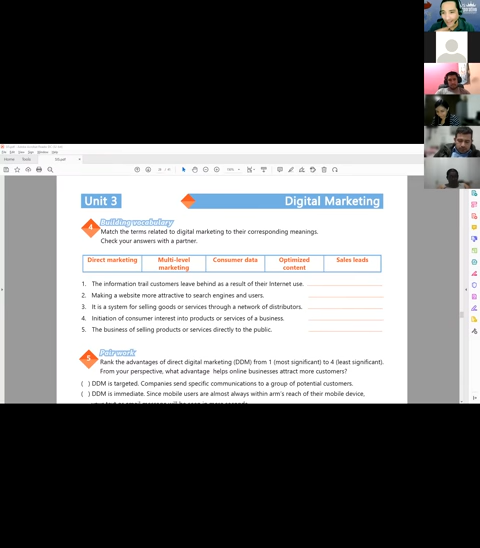 Home Tools
Unit 3
Digital Marketing
4
Building vocabulary
Match the terms related to digital marketing to their corresponding meanings.
Check your answers with a partner.
Direct marketing
Multi-level marketing
Consumer data
Optimized content
Sales leads
1. The information trail customers leave behind as a result of their Internet use.
2. Making a website more attractive to search engines and users.
3. It is a system for selling goods or services through a network of distributors.
4. Initiation of consumer interest into products or services of a business.
5. The business of selling products or services directly to the public.
5
Pair work
Rank the advantages of direct digital marketing (DDM) from 1 (most significant) to 4 (least significant).
From your perspective, what advantage helps online businesses attract more customers?
( ) DDM is targeted. Companies send specific communications to a group of potential customers.
( ) DDM is immediate. Since mobile users are almost always within arm's reach of their mobile device,